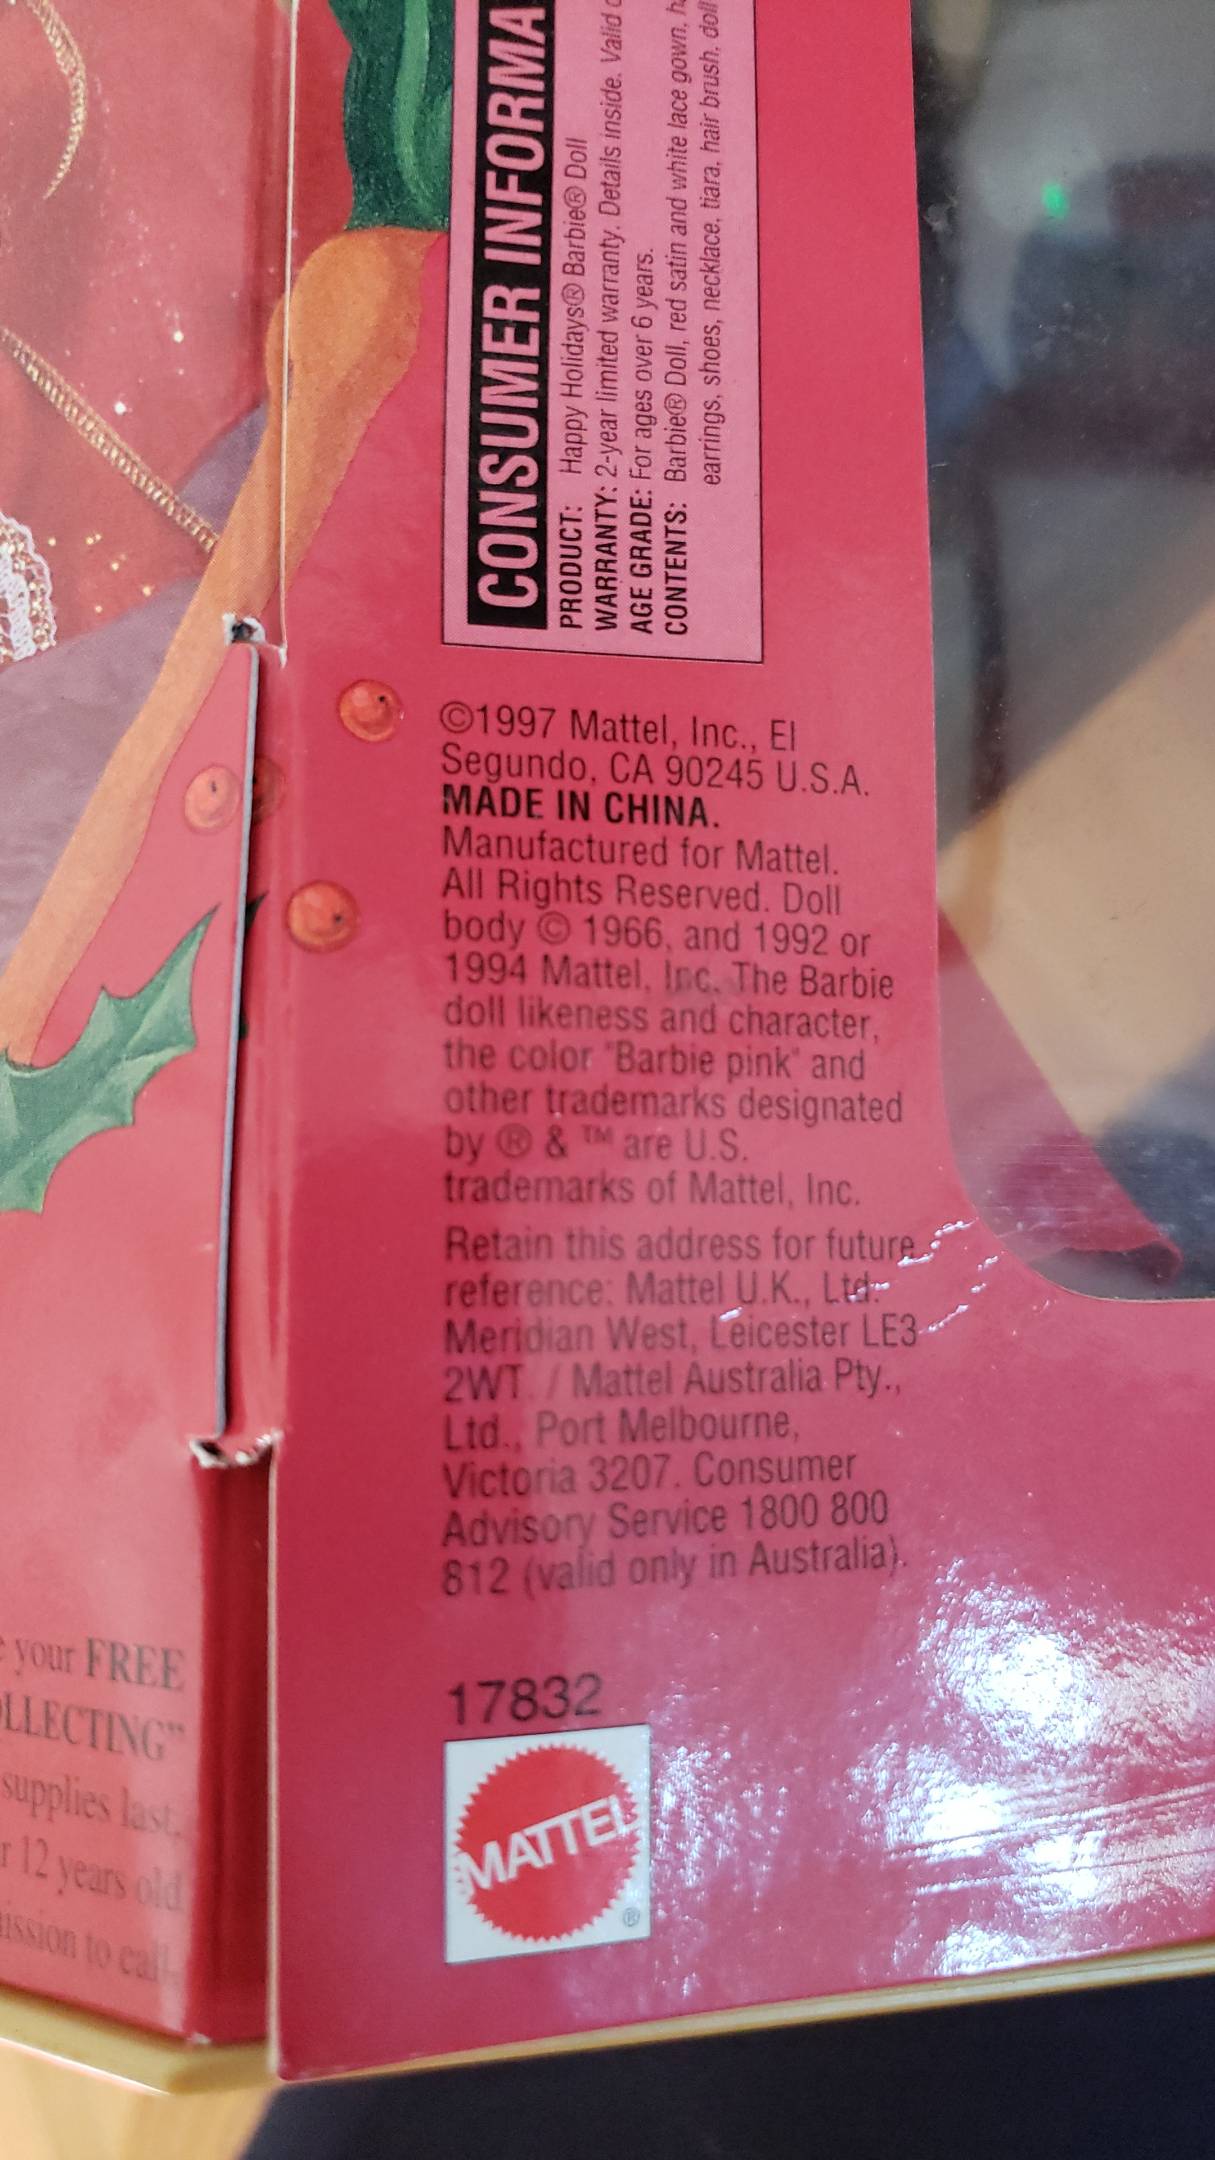 CONSUMER INFORMA
PRODUCT: Happy Holidays® Barbie® Doll
WARRANTY: 2-year limited warranty. Details inside. Valid
AGE GRADE: For ages over 6 years.
CONTENTS: Barbie® Doll, red satin and white lace gown,
earrings, shoes, necklace, tiara, hair brush, doll
©1997 Mattel, Inc., El
Segundo, CA 90245 U.S.A.
MADE IN CHINA.
Manufactured for Mattel.
All Rights Reserved. Doll
body © 1966, and 1992 or
1994 Mattel, Inc. The Barbie
doll likeness and character,
the color "Barbie pink" and
other trademarks designated
by ® & ™ are U.S.
trademarks of Mattel, Inc.
Retain this address for future
reference: Mattel U.K., Ltd.
Meridian West, Leicester LE3
2WT. / Mattel Australia Pty.,
Ltd., Port Melbourne,
Victoria 3207. Consumer
Advisory Service 1800 800
812 (valid only in Australia).
17832
MATTEL
®
your FREE
LLECTING"
supplies last,
r 12 years old
ission to call